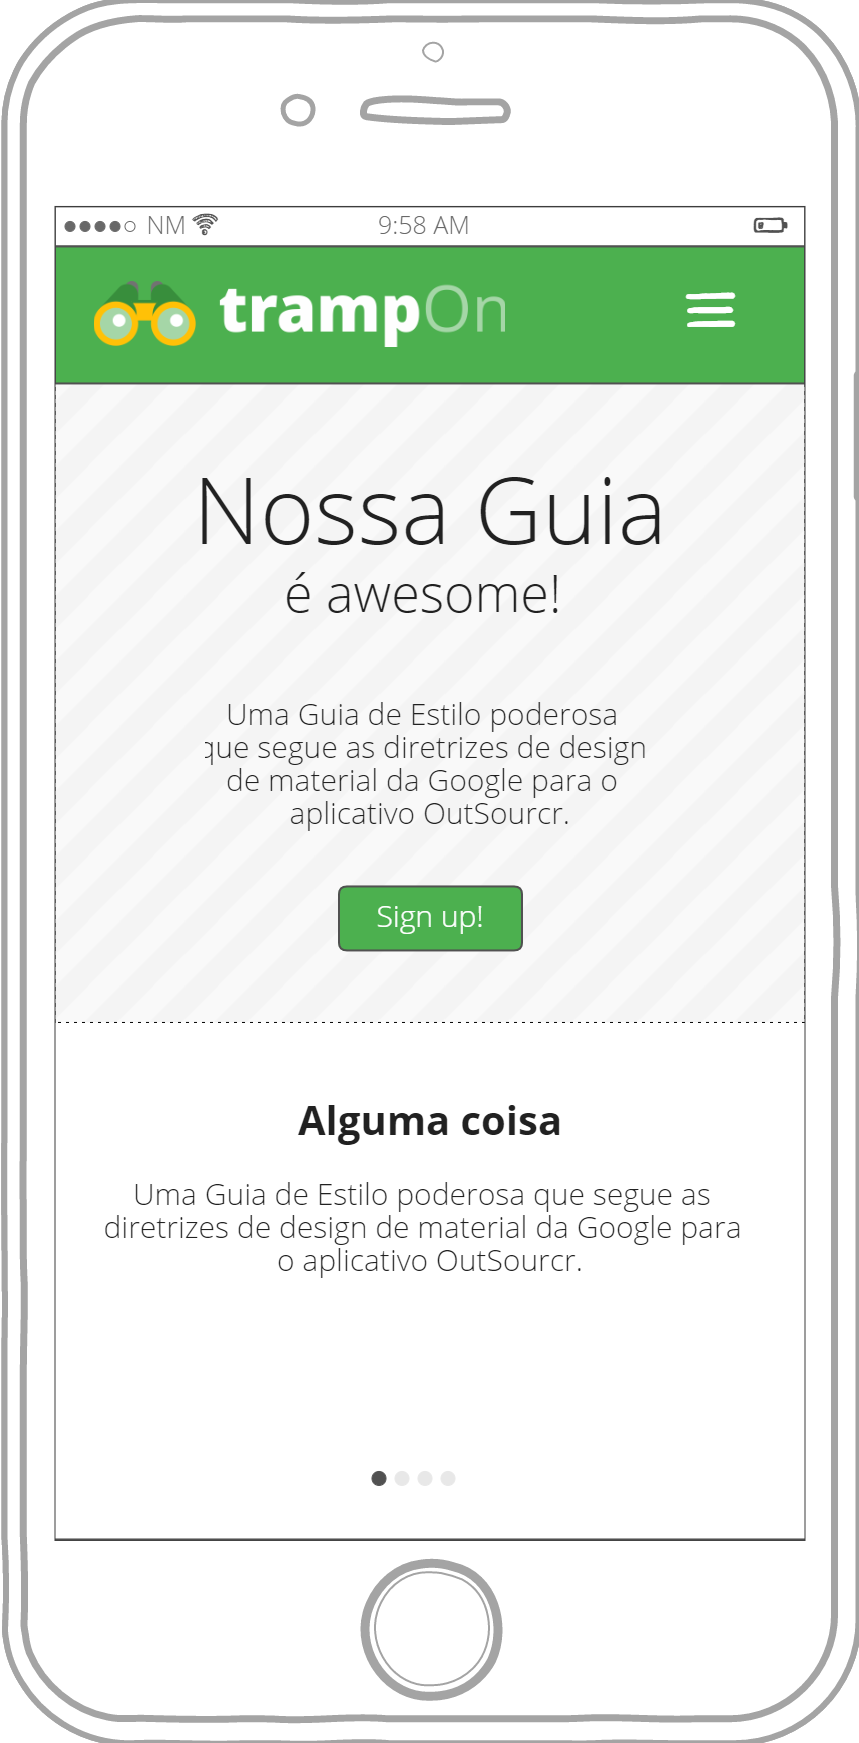 NM 9:58 AM
trampOn
Nossa Guia
é awesome!
Uma Guia de Estilo poderosa
que segue as diretrizes de design
de material da Google para o
aplicativo OutSourcr.
Sign up!
Alguma coisa
Uma Guia de Estilo poderosa que segue as
diretrizes de design de material da Google para
o aplicativo OutSourcr.